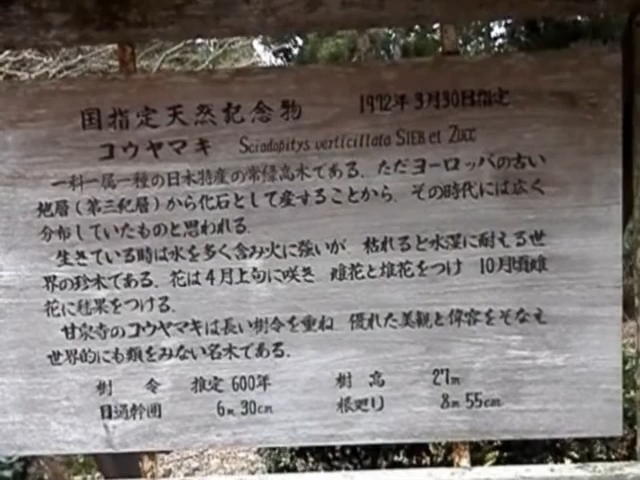 国指定天然記念物 1972年3月30日指定
コウヤマキ Sciadopitys verticillata SIEB et ZUCC
一科一属一種の日本特産の常緑高木である．ただヨーロッパの古い
地層(第三紀層)から化石として産することから．その時代には広く
分布していたものと思われる．
生きている時は水を多く含み火に強いが 枯れると水湿に耐える世
界の珍木である．花は4月上旬に咲き 雌花と雄花をつけ 10月頃雌
花に毬果をつける．
甘泉寺のコウヤマキは長い樹令を重ね 優れた美観と偉容をそなえ
世界的にも類をみない名木である．
樹 令 推定600年 樹 高 27m
目通幹囲 6m 30cm 根廻り 8m 55cm